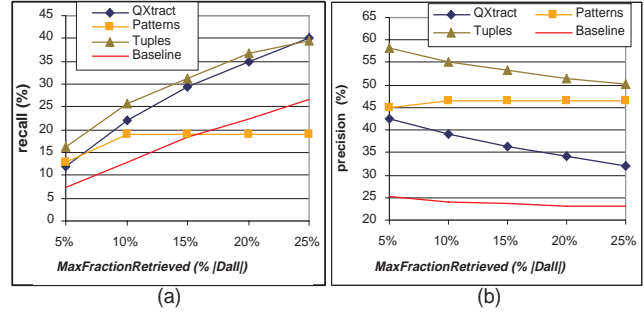 QXtract
Patterns
Tuples
Baseline
45
40
35
30
25
20
15
10
5
0
recall (%)
5% 10% 15% 20% 25%
MaxFractionRetrieved (% |Dall|)
(a)
QXtract Patterns
Tuples Baseline
65
60
55
50
45
40
35
30
25
20
precision (%)
5% 10% 15% 20% 25%
MaxFractionRetrieved (% |Dall|)
(b)